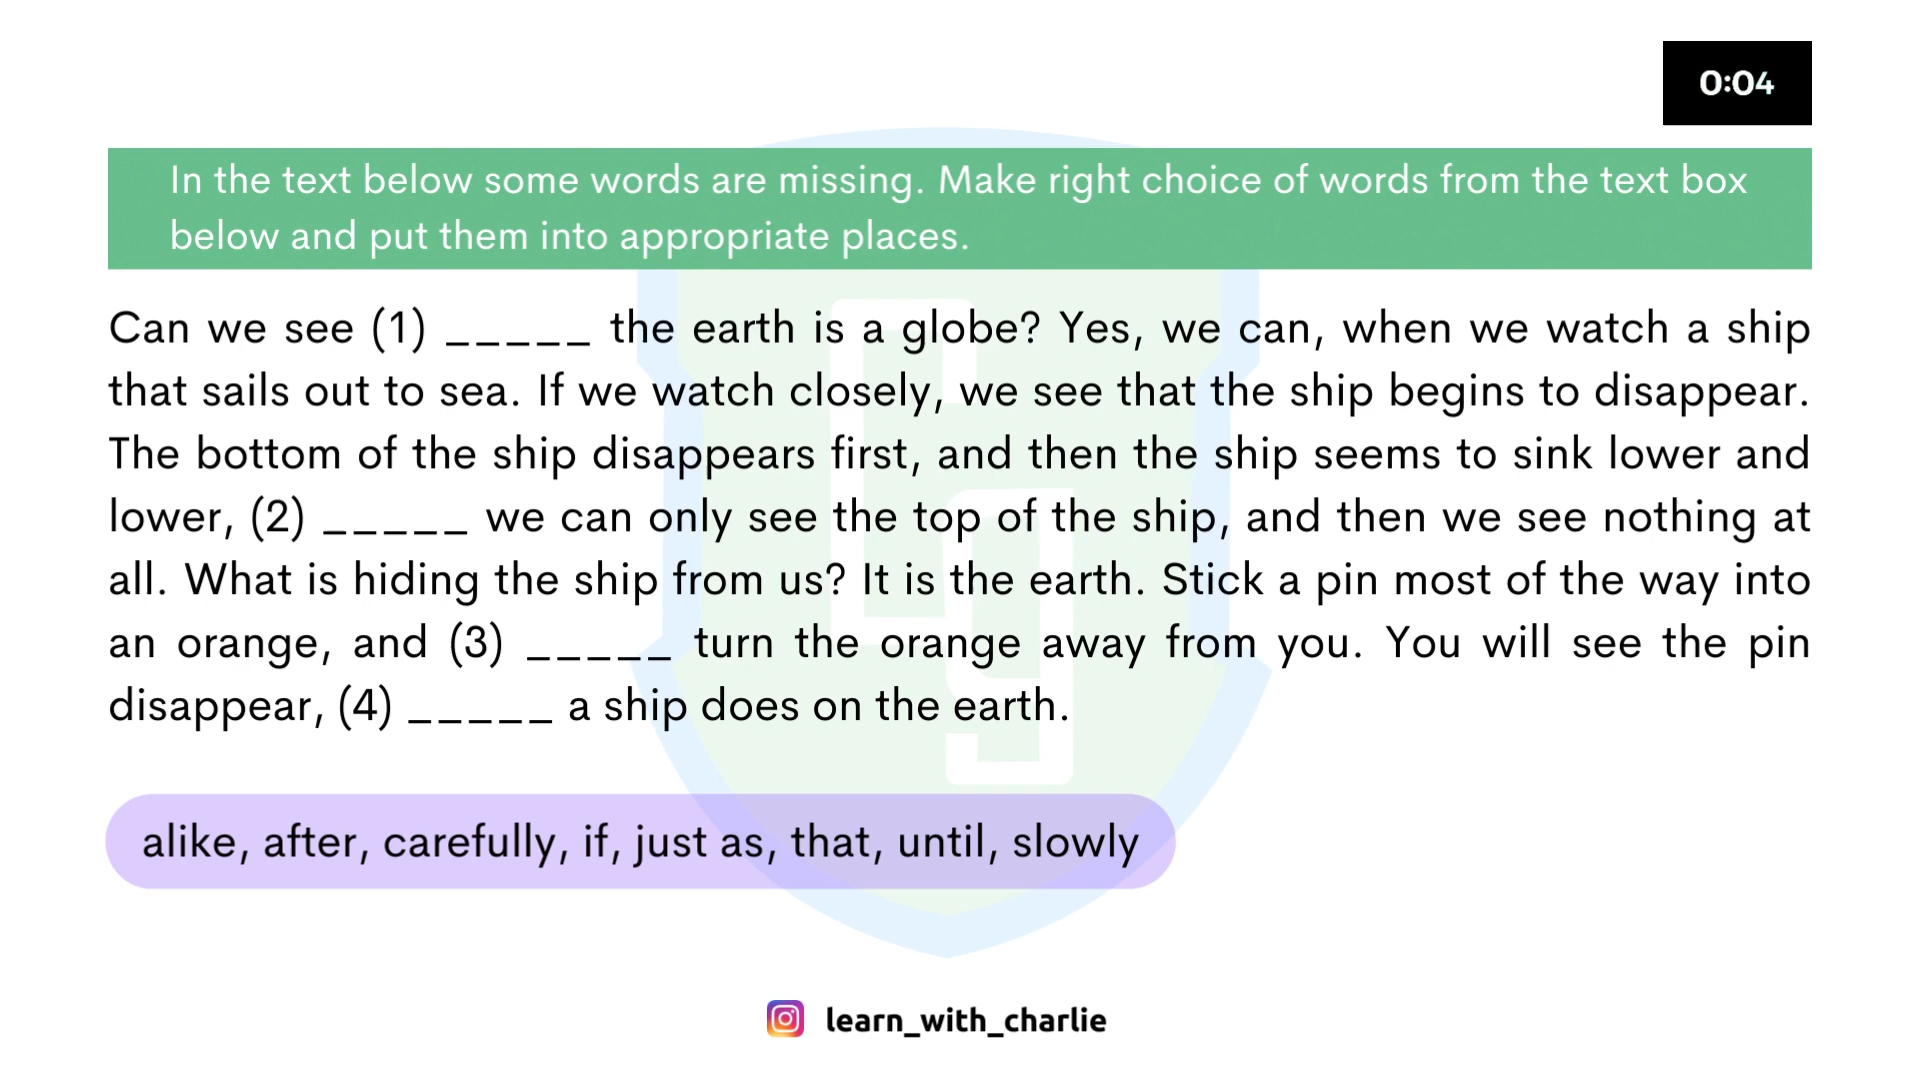 0:04
In the text below some words are missing. Make right choice of words from the text box
below and put them into appropriate places.
Can we see (1) _____ the earth is a globe? Yes, we can, when we watch a ship
that sails out to sea. If we watch closely, we see that the ship begins to disappear.
The bottom of the ship disappears first, and then the ship seems to sink lower and
lower, (2) _____ we can only see the top of the ship, and then we see nothing at
all. What is hiding the ship from us? It is the earth. Stick a pin most of the way into
an orange, and (3) _____ turn the orange away from you. You will see the pin
disappear, (4) _____ a ship does on the earth.
alike, after, carefully, if, just as, that, until, slowly
learn_with_charlie